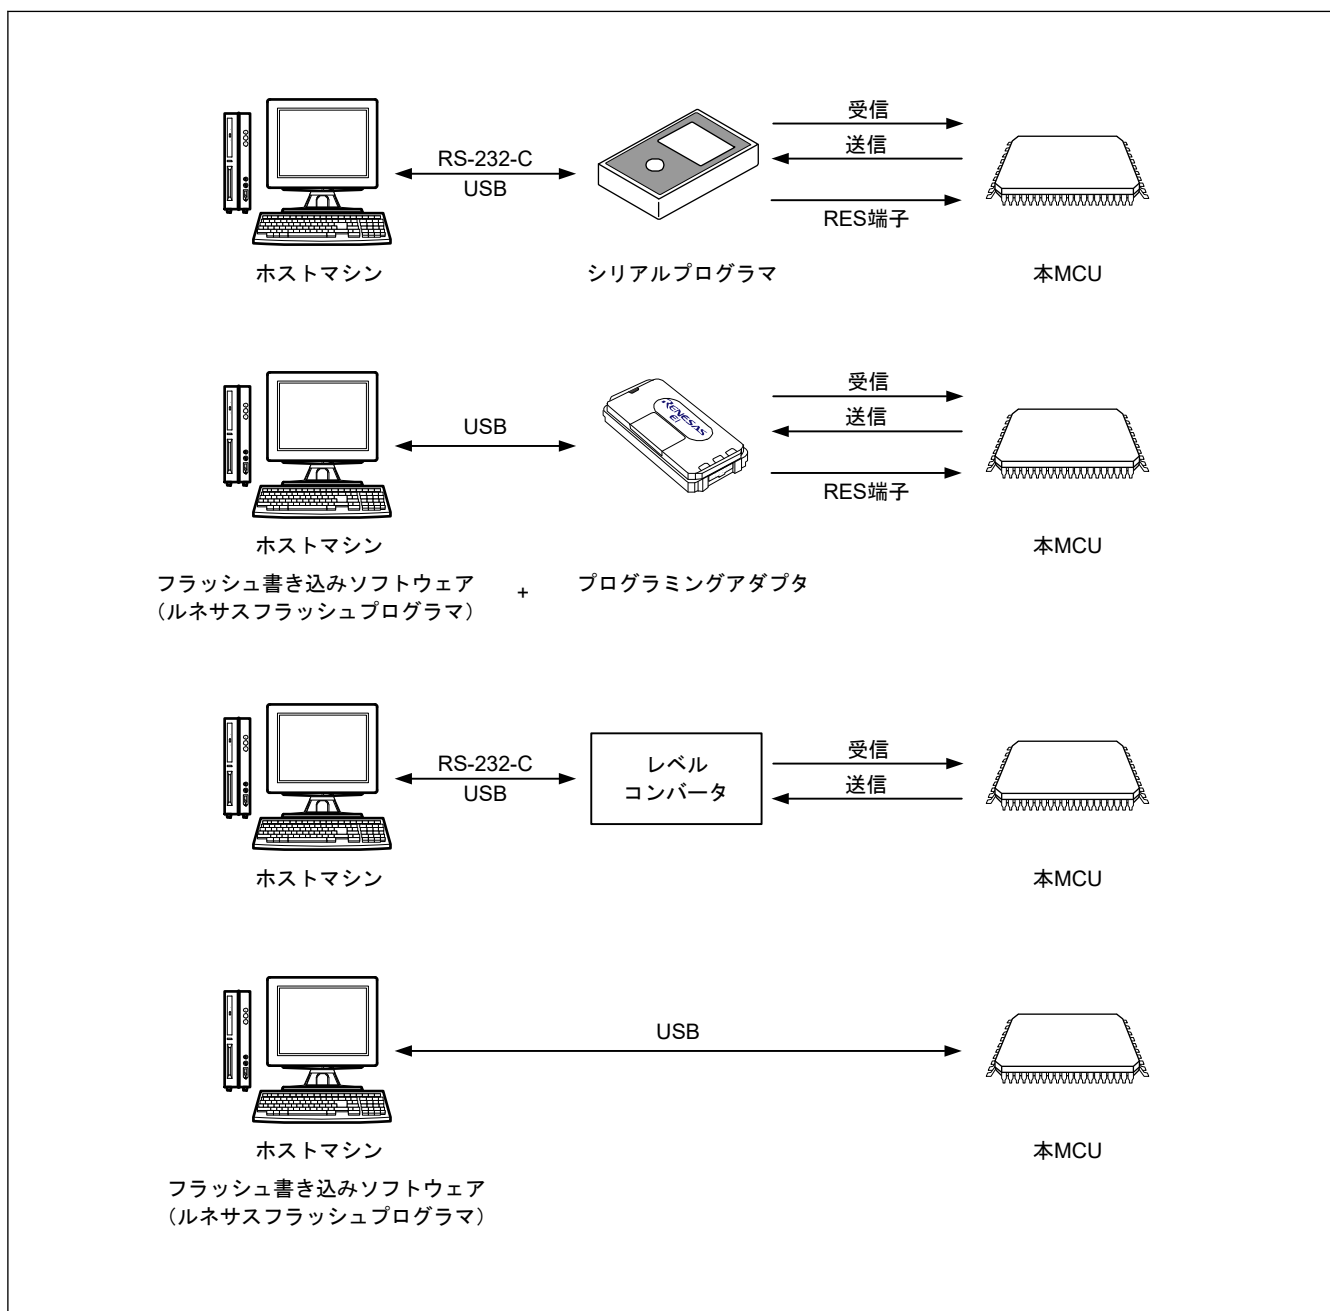 受信
RS-232-C
送信
USB
RES端子
ホストマシン
シリアルプログラマ
本MCU
受信
USB
RENESAS
E1
送信
RES端子
ホストマシン
本MCU
フラッシュ書き込みソフトウェア
+
プログラミングアダプタ
（ルネサスフラッシュプログラマ）
RS-232-C
USB
レベル
コンバータ
受信
送信
ホストマシン
本MCU
USB
ホストマシン
本MCU
フラッシュ書き込みソフトウェア
（ルネサスフラッシュプログラマ）